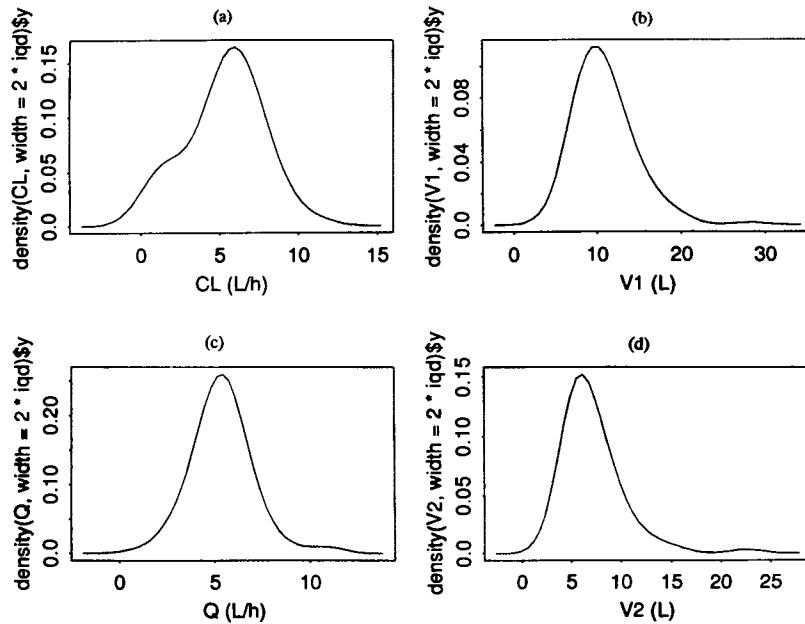 (a)
density(CL, width = 2 * iqd)$y
0.0
0.05
0.10
0.15
0
5
10
15
CL (L/h)
(b)
density(V1, width = 2 * iqd)$y
0.0
0.04
0.08
0
10
20
30
V1 (L)
(c)
density(Q, width = 2 * iqd)$y
0.0
0.10
0.20
0
5
10
Q (L/h)
(d)
density(V2, width = 2 * iqd)$y
0.0
0.05
0.10
0.15
0
5
10
15
20
25
V2 (L)